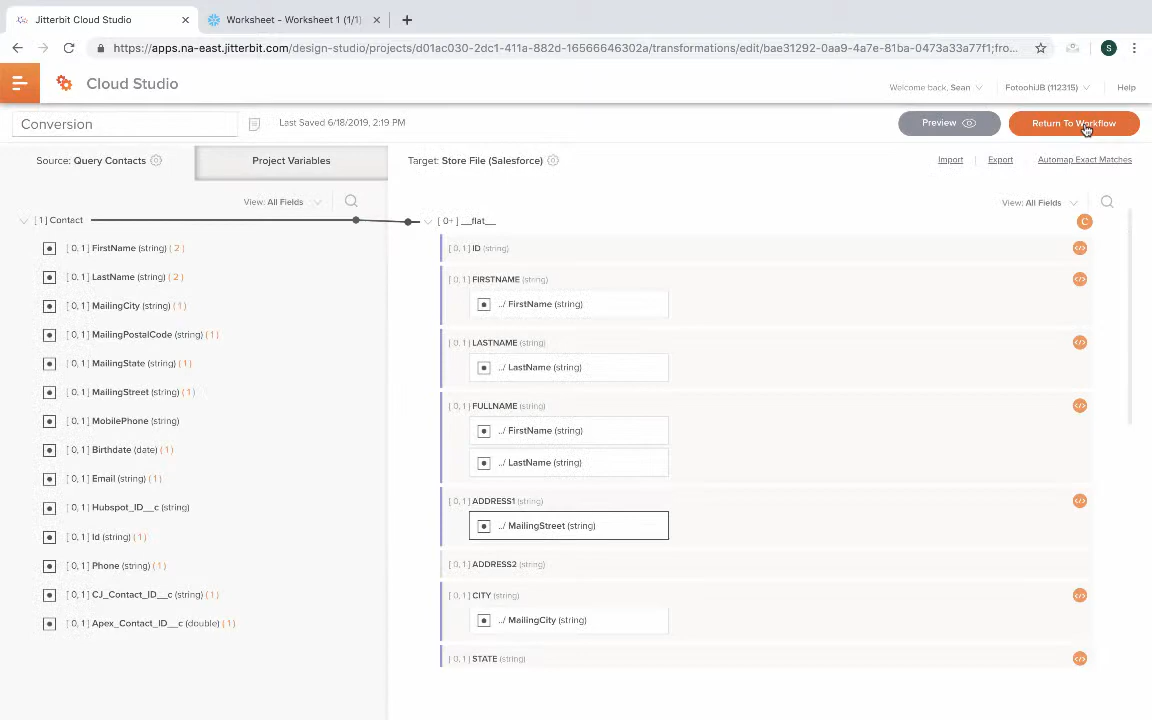 Jitterbit Cloud Studio
Worksheet - Worksheet 1 (1/1)
https://apps.na-east.jitterbit.com/design-studio/projects/d01ac030-2dc1-411a-882d-16566646302a/transformations/edit/bae31292-0aa9-4a7e-81ba-0473a33a77f1;fro...
S
Cloud Studio
Welcome back, Sean
FotoohiJB (112315)
Help
Conversion
Last Saved 6/18/2019, 2:19 PM
Preview
Return To Workflow
Source: Query Contacts
Project Variables
Target: Store File (Salesforce)
Import
Export
Automap Exact Matches
View: All Fields
View: All Fields
[ 1 ] Contact
[ 0+ ] __flat__
C
[ 0, 1 ] FirstName (string) ( 2 )
[ 0, 1 ] LastName (string) ( 2 )
[ 0, 1 ] MailingCity (string) ( 1 )
[ 0, 1 ] MailingPostalCode (string) ( 1 )
[ 0, 1 ] MailingState (string) ( 1 )
[ 0, 1 ] MailingStreet (string) ( 1 )
[ 0, 1 ] MobilePhone (string)
[ 0, 1 ] Birthdate (date) ( 1 )
[ 0, 1 ] Email (string) ( 1 )
[ 0, 1 ] Hubspot_ID__c (string)
[ 0, 1 ] Id (string) ( 1 )
[ 0, 1 ] Phone (string) ( 1 )
[ 0, 1 ] CJ_Contact_ID__c (string) ( 1 )
[ 0, 1 ] Apex_Contact_ID__c (double) ( 1 )
[ 0, 1 ] ID (string)
</>
[ 0, 1 ] FIRSTNAME (string)
</>
../ FirstName (string)
[ 0, 1 ] LASTNAME (string)
</>
../ LastName (string)
[ 0, 1 ] FULLNAME (string)
</>
../ FirstName (string)
../ LastName (string)
[ 0, 1 ] ADDRESS1 (string)
</>
../ MailingStreet (string)
[ 0, 1 ] ADDRESS2 (string)
[ 0, 1 ] CITY (string)
</>
../ MailingCity (string)
[ 0, 1 ] STATE (string)
</>